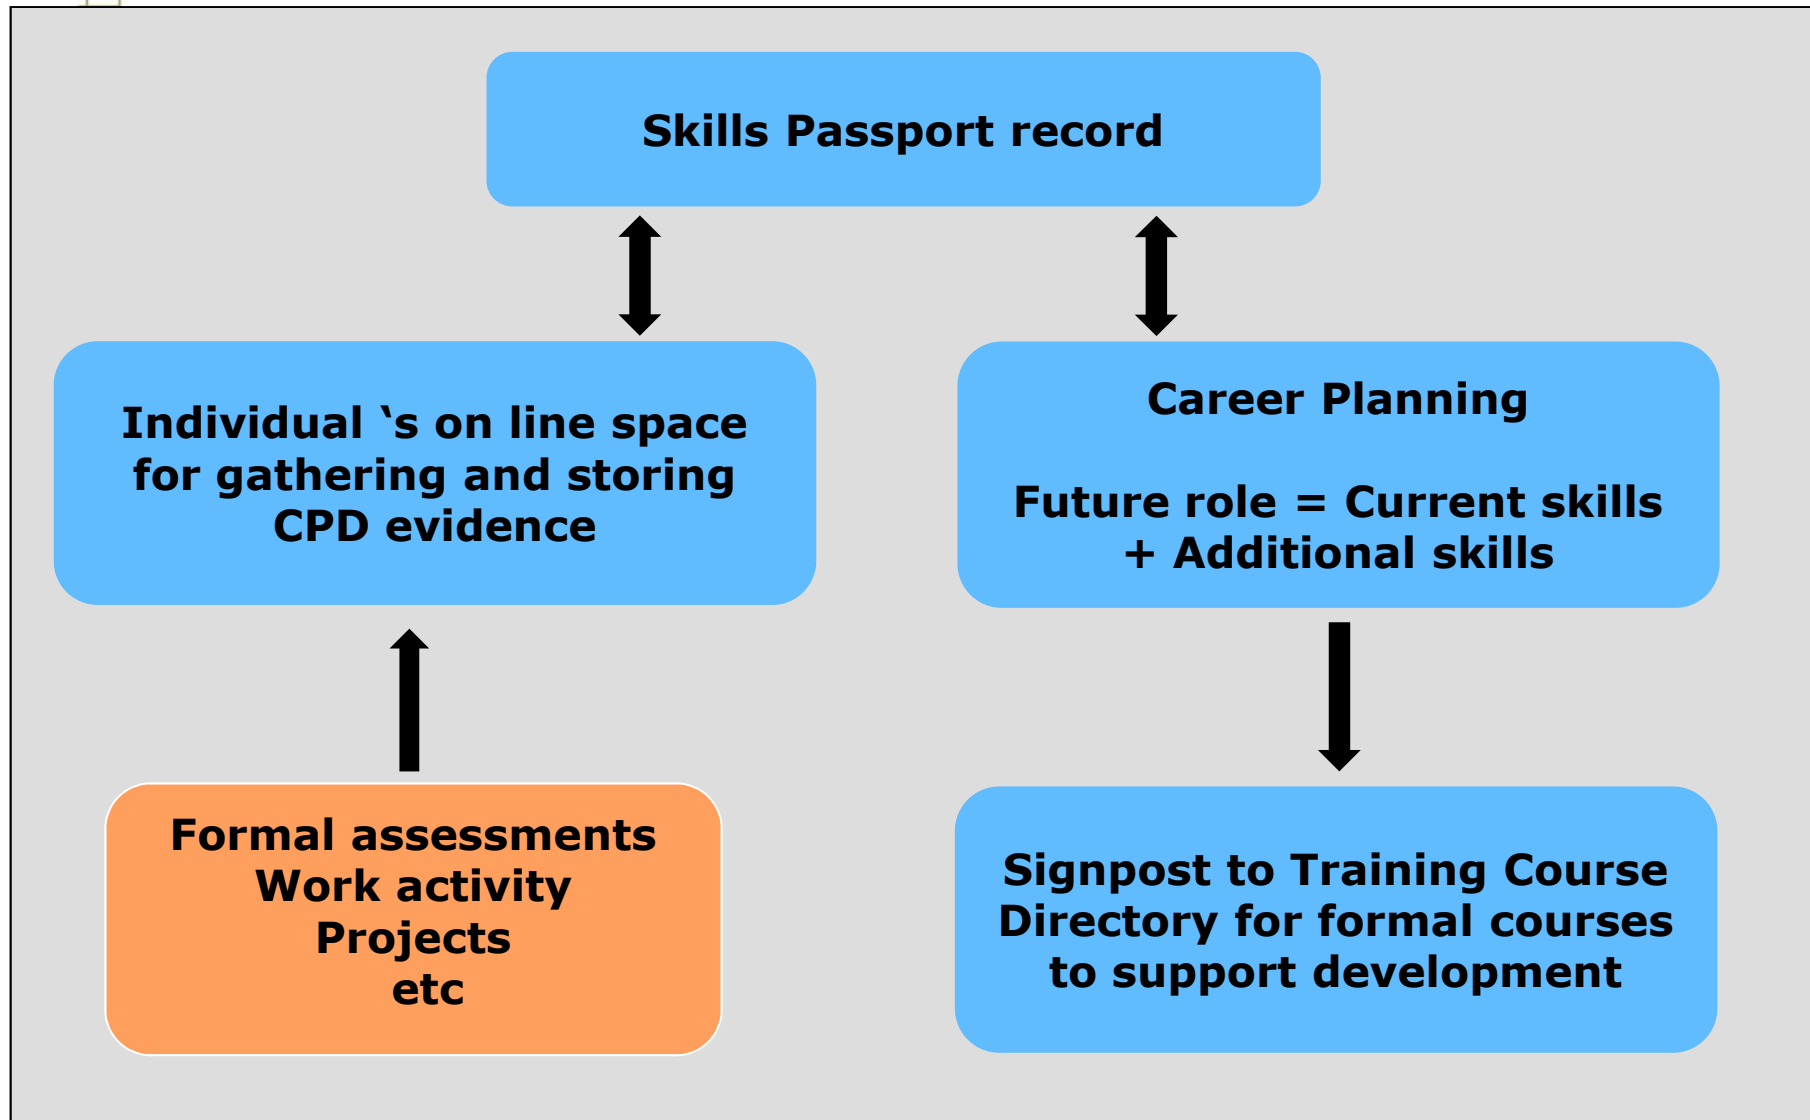 Skills Passport record
Individual ‘s on line space
for gathering and storing
CPD evidence
Career Planning
Future role = Current skills
+ Additional skills
Formal assessments
Work activity
Projects
etc
Signpost to Training Course
Directory for formal courses
to support development